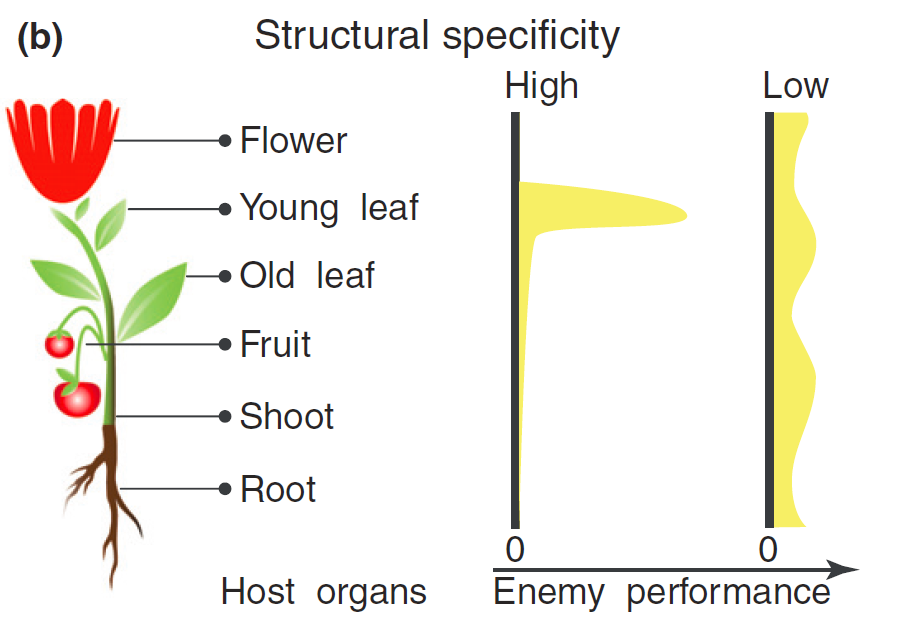 (b) Structural specificity
High Low
Flower
Young leaf
Old leaf
Fruit
Shoot
Root
0 0
Host organs Enemy performance